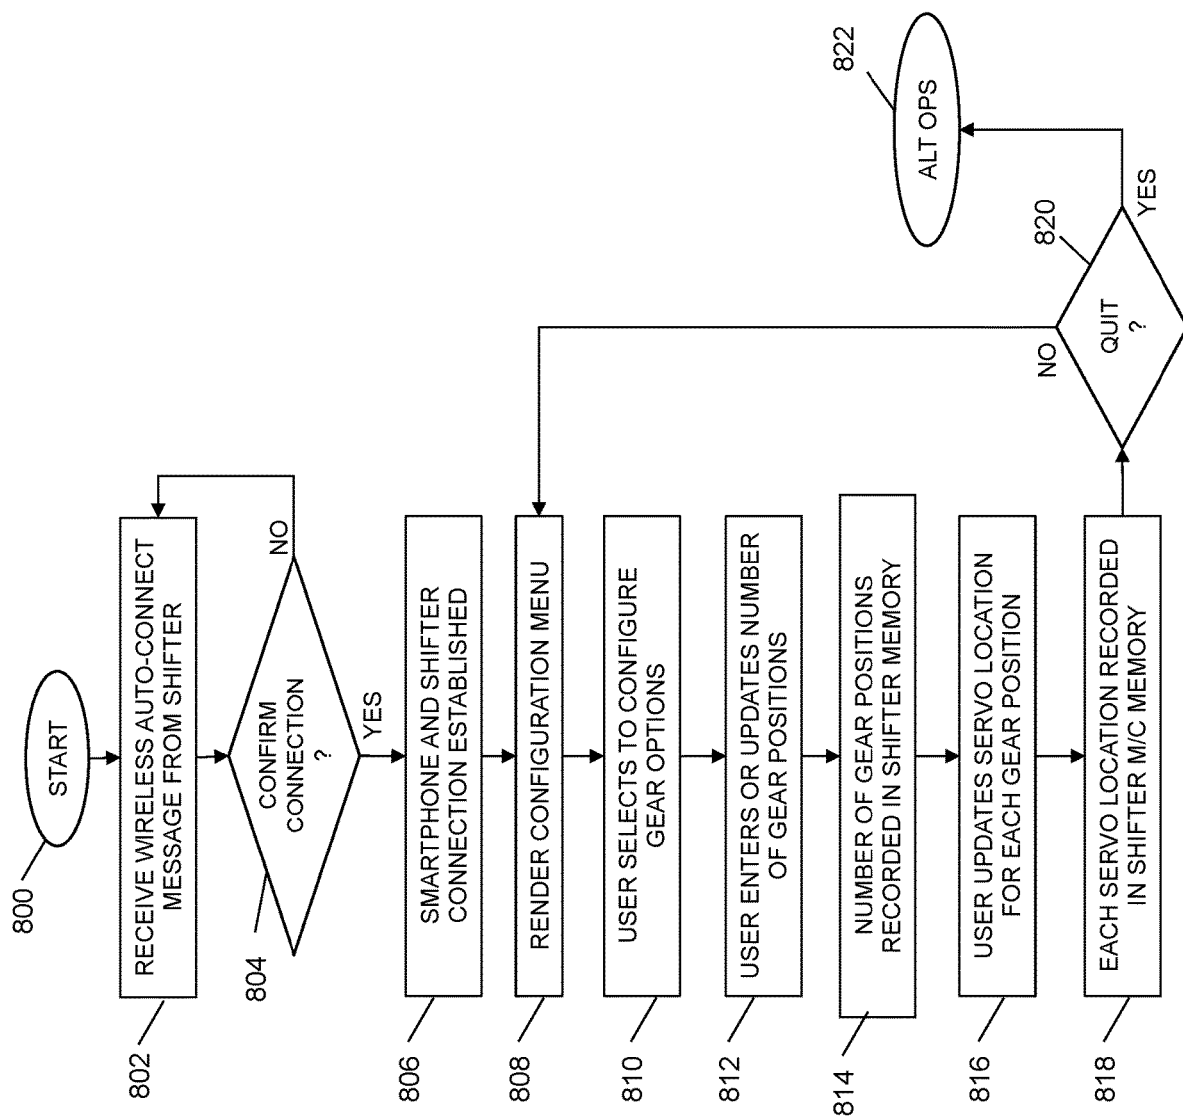 800
START
802
RECEIVE WIRELESS AUTO-CONNECT
MESSAGE FROM SHIFTER
804
CONFIRM
CONNECTION
?
NO
YES
806
SMARTPHONE AND SHIFTER
CONNECTION ESTABLISHED
808
RENDER CONFIGURATION MENU
810
USER SELECTS TO CONFIGURE
GEAR OPTIONS
812
USER ENTERS OR UPDATES NUMBER
OF GEAR POSITIONS
814
NUMBER OF GEAR POSITIONS
RECORDED IN SHIFTER MEMORY
816
USER UPDATES SERVO LOCATION
FOR EACH GEAR POSITION
818
EACH SERVO LOCATION RECORDED
IN SHIFTER M/C MEMORY
820
QUIT
?
NO
YES
822
ALT OPS